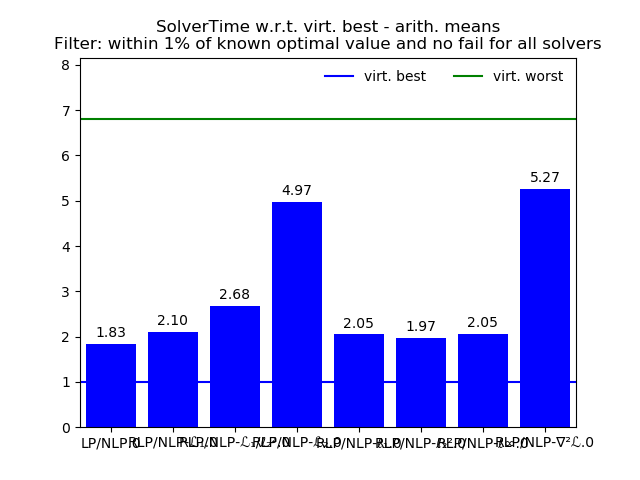 SolverTime w.r.t. virt. best - arith. means
Filter: within 1% of known optimal value and no fail for all solvers
8
virt. best virt. worst
7
6
5.27
4.97
5
4
3
2.68
2.10
2.05 1.97 2.05
1.83
2
1
0
LP/NLP